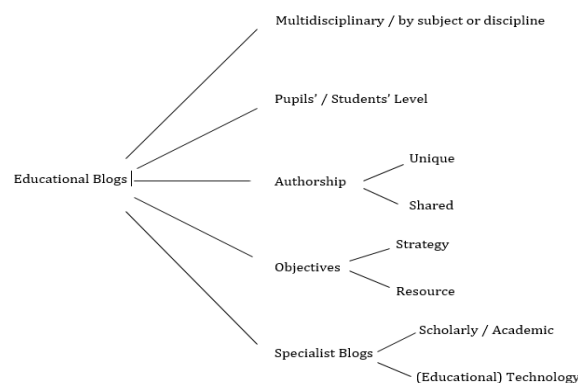 Multidisciplinary / by subject or discipline
Pupils’ / Students’ Level
Educational Blogs
Authorship
Unique
Shared
Objectives
Strategy
Resource
Specialist Blogs
Scholarly / Academic
(Educational) Technology